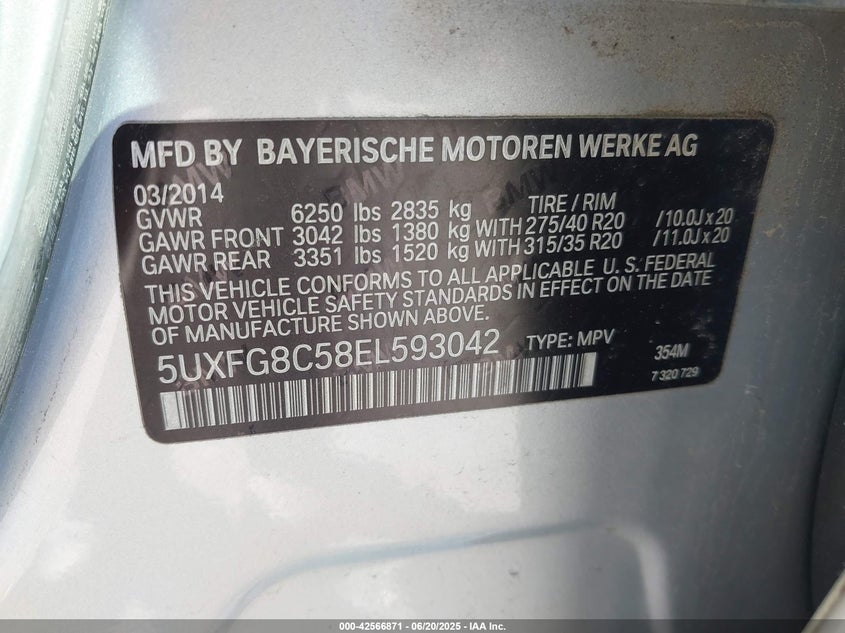 MFD BY BAYERISCHE MOTOREN WERKE AG
03/2014 TIRE / RIM
GVWR 6250 lbs 2835 kg
GAWR FRONT 3042 lbs 1380 kg WITH 275/40 R20 /10.0J x 20
GAWR REAR 3351 lbs 1520 kg WITH 315/35 R20 /11.0J x 20
THIS VEHICLE CONFORMS TO ALL APPLICABLE U. S. FEDERAL
MOTOR VEHICLE SAFETY STANDARDS IN EFFECT ON THE DATE
OF MANUFACTURE SHOWN ABOVE.
5UXFG8C58EL593042 TYPE: MPV 354M
7 320 729
000-42566871 - 06/20/2025 - IAA Inc.